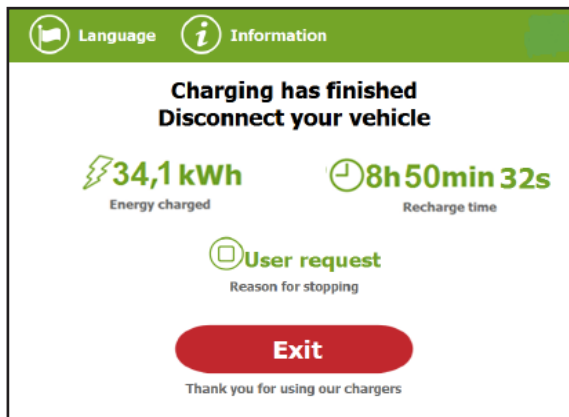 Language
Information
Charging has finished
Disconnect your vehicle
34,1 kWh
8h 50min 32s
Energy charged
Recharge time
User request
Reason for stopping
Exit
Thank you for using our chargers